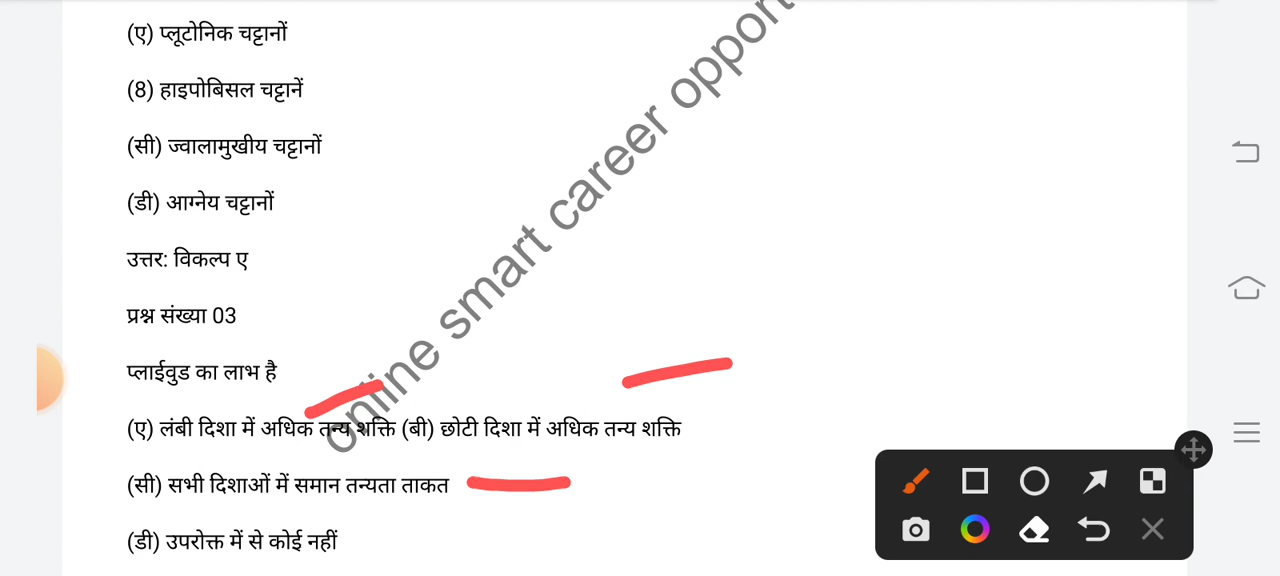 (ए) प्लूटोनिक चट्टानों
(8) हाइपोबिसल चट्टानें
(सी) ज्वालामुखीय चट्टानों
(डी) आग्नेय चट्टानों
उत्तर: विकल्प ए
प्रश्न संख्या 03
प्लाईवुड का लाभ है
(ए) लंबी दिशा में अधिक तन्य शक्ति (बी) छोटी दिशा में अधिक तन्य शक्ति
(सी) सभी दिशाओं में समान तन्यता ताकत
(डी) उपरोक्त में से कोई नहीं
online smart career opport